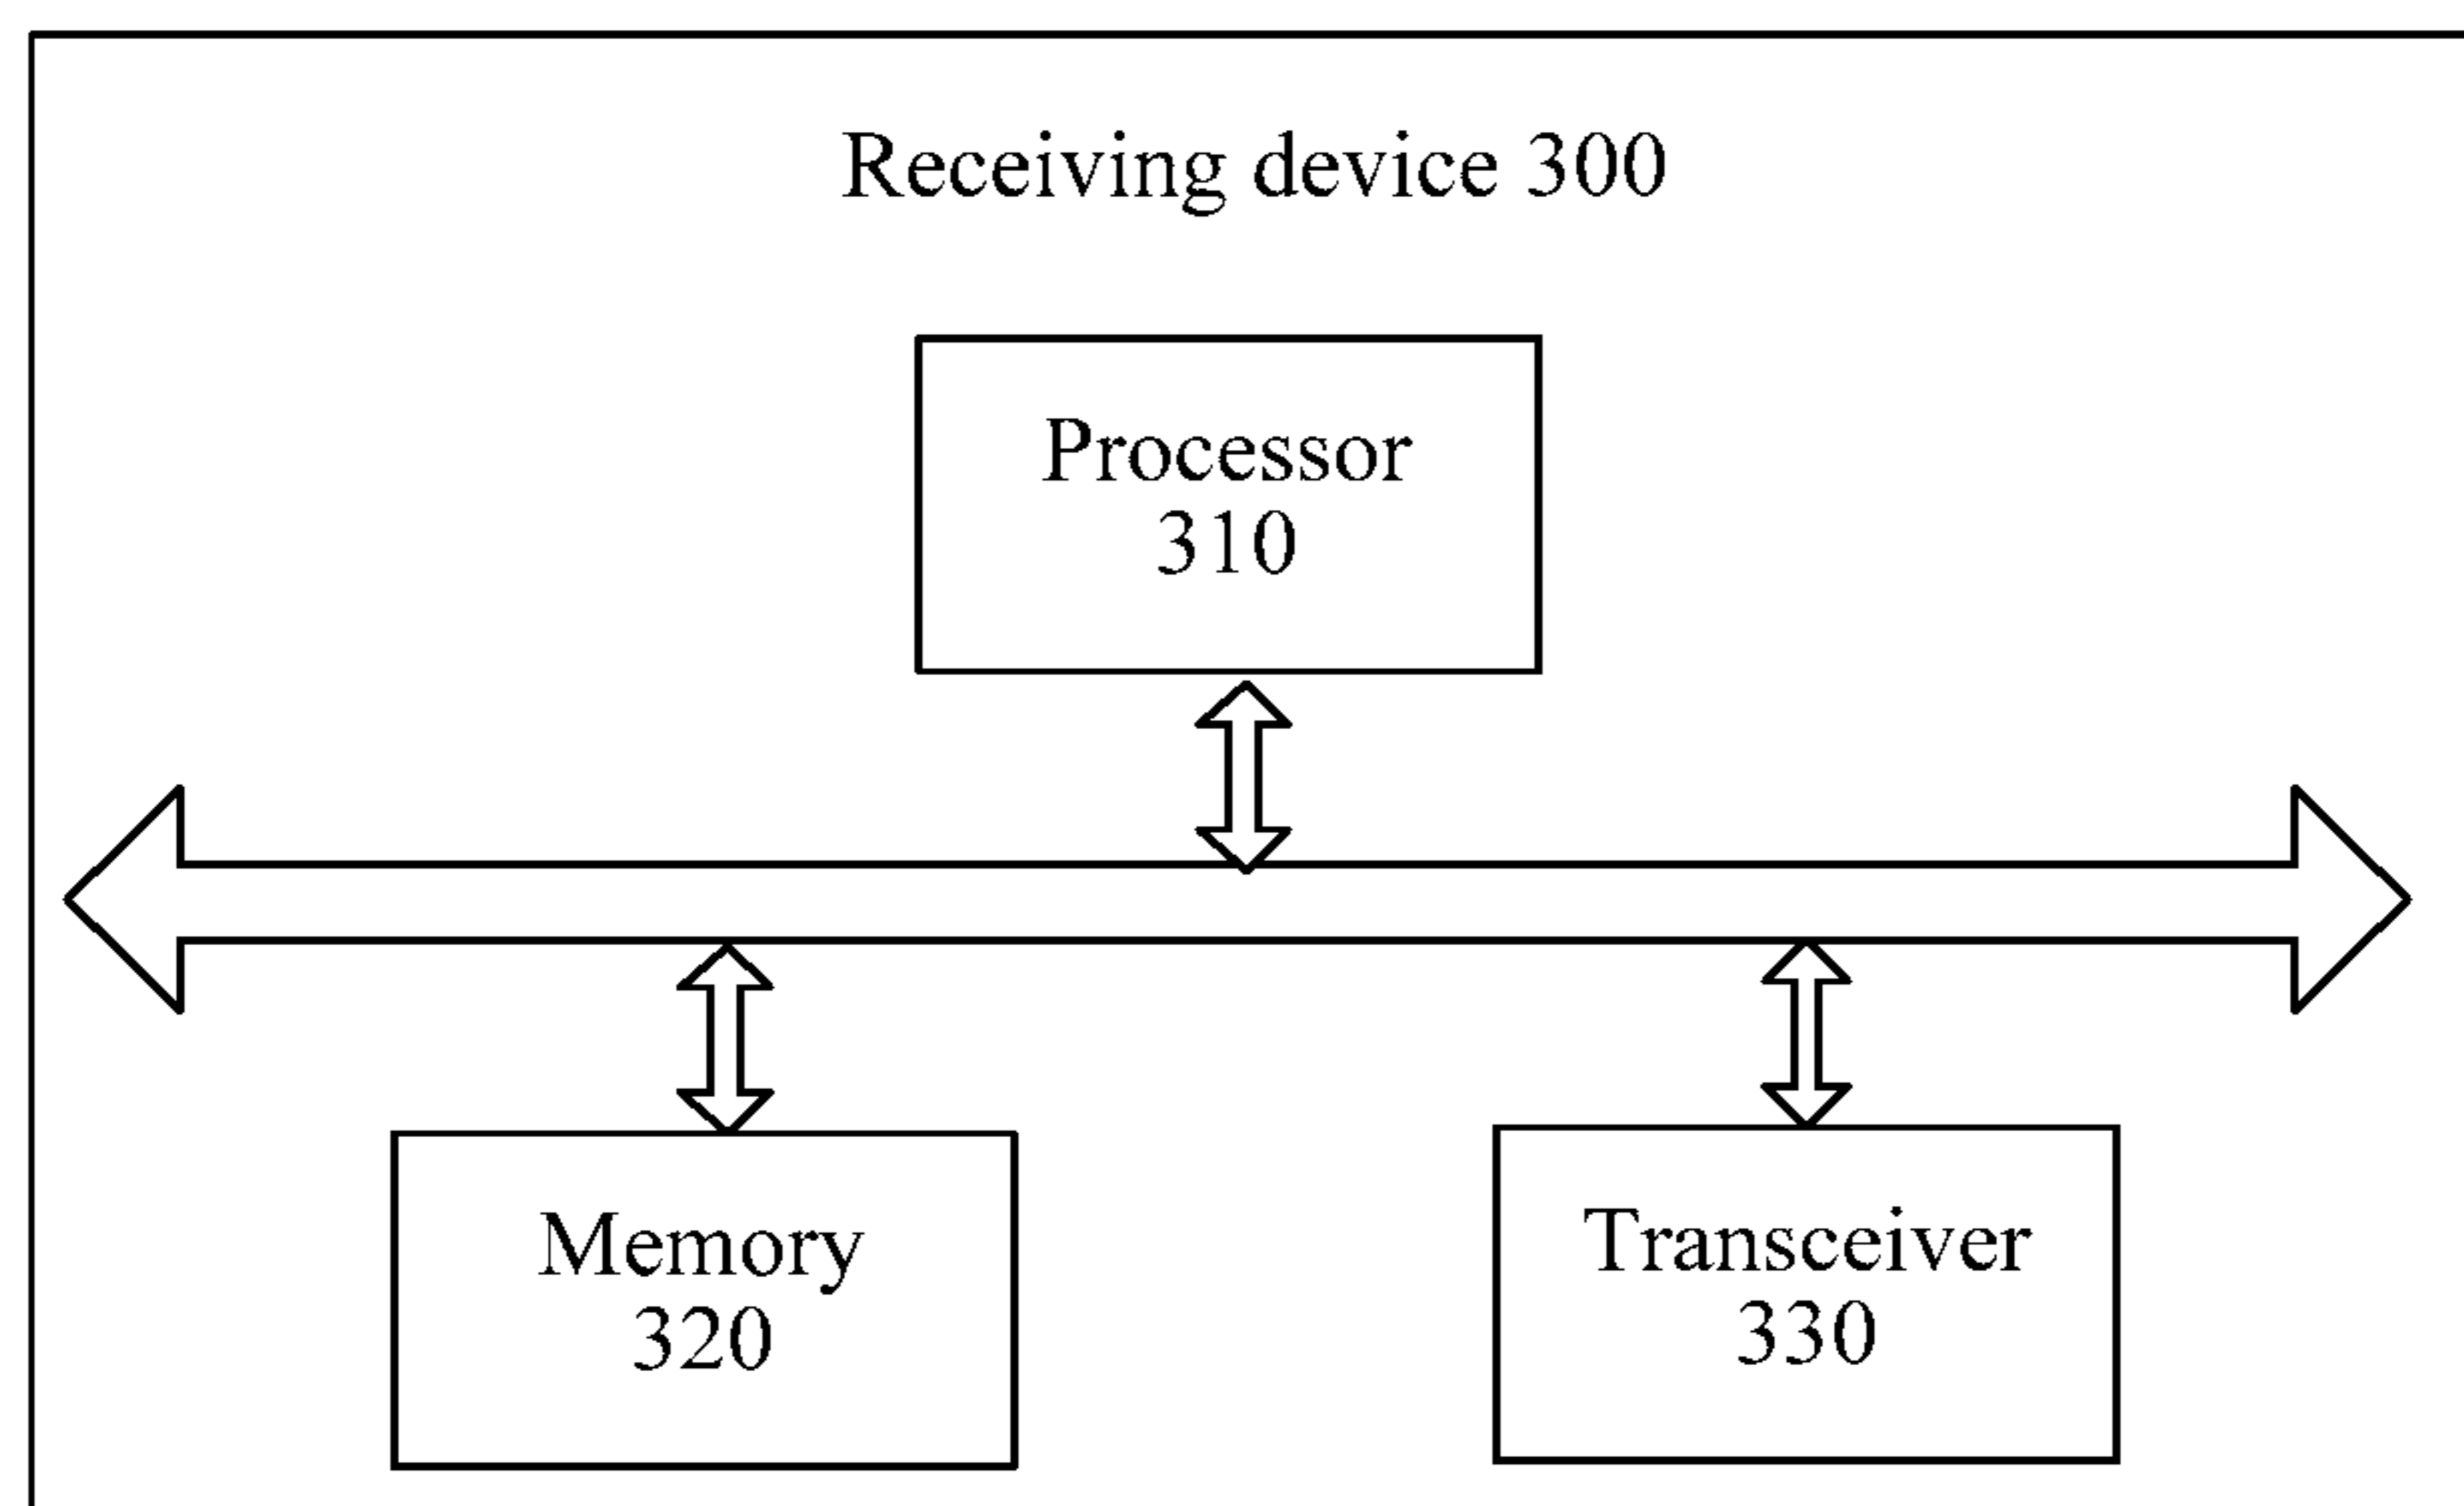 Receiving device 300
Processor
310
Memory
320
Transceiver
330